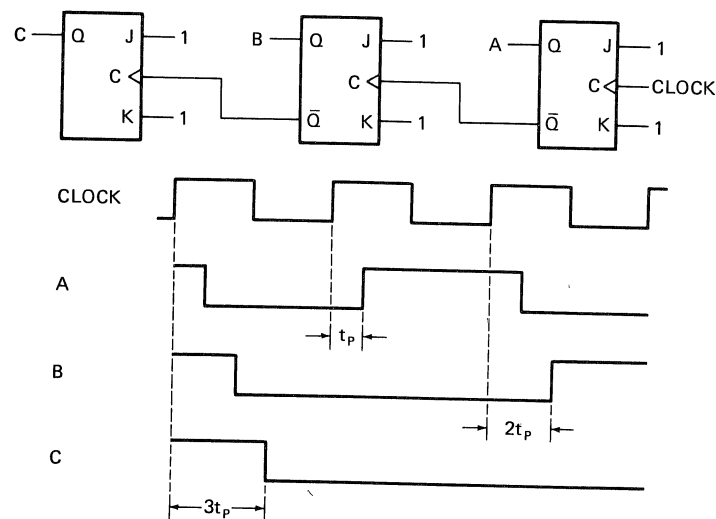 C Q J 1 B Q J 1 A Q J 1
C C C CLOCK
K 1 Q̄ K 1 Q̄ K 1
CLOCK
A
tP
B
2tP
C
3tP